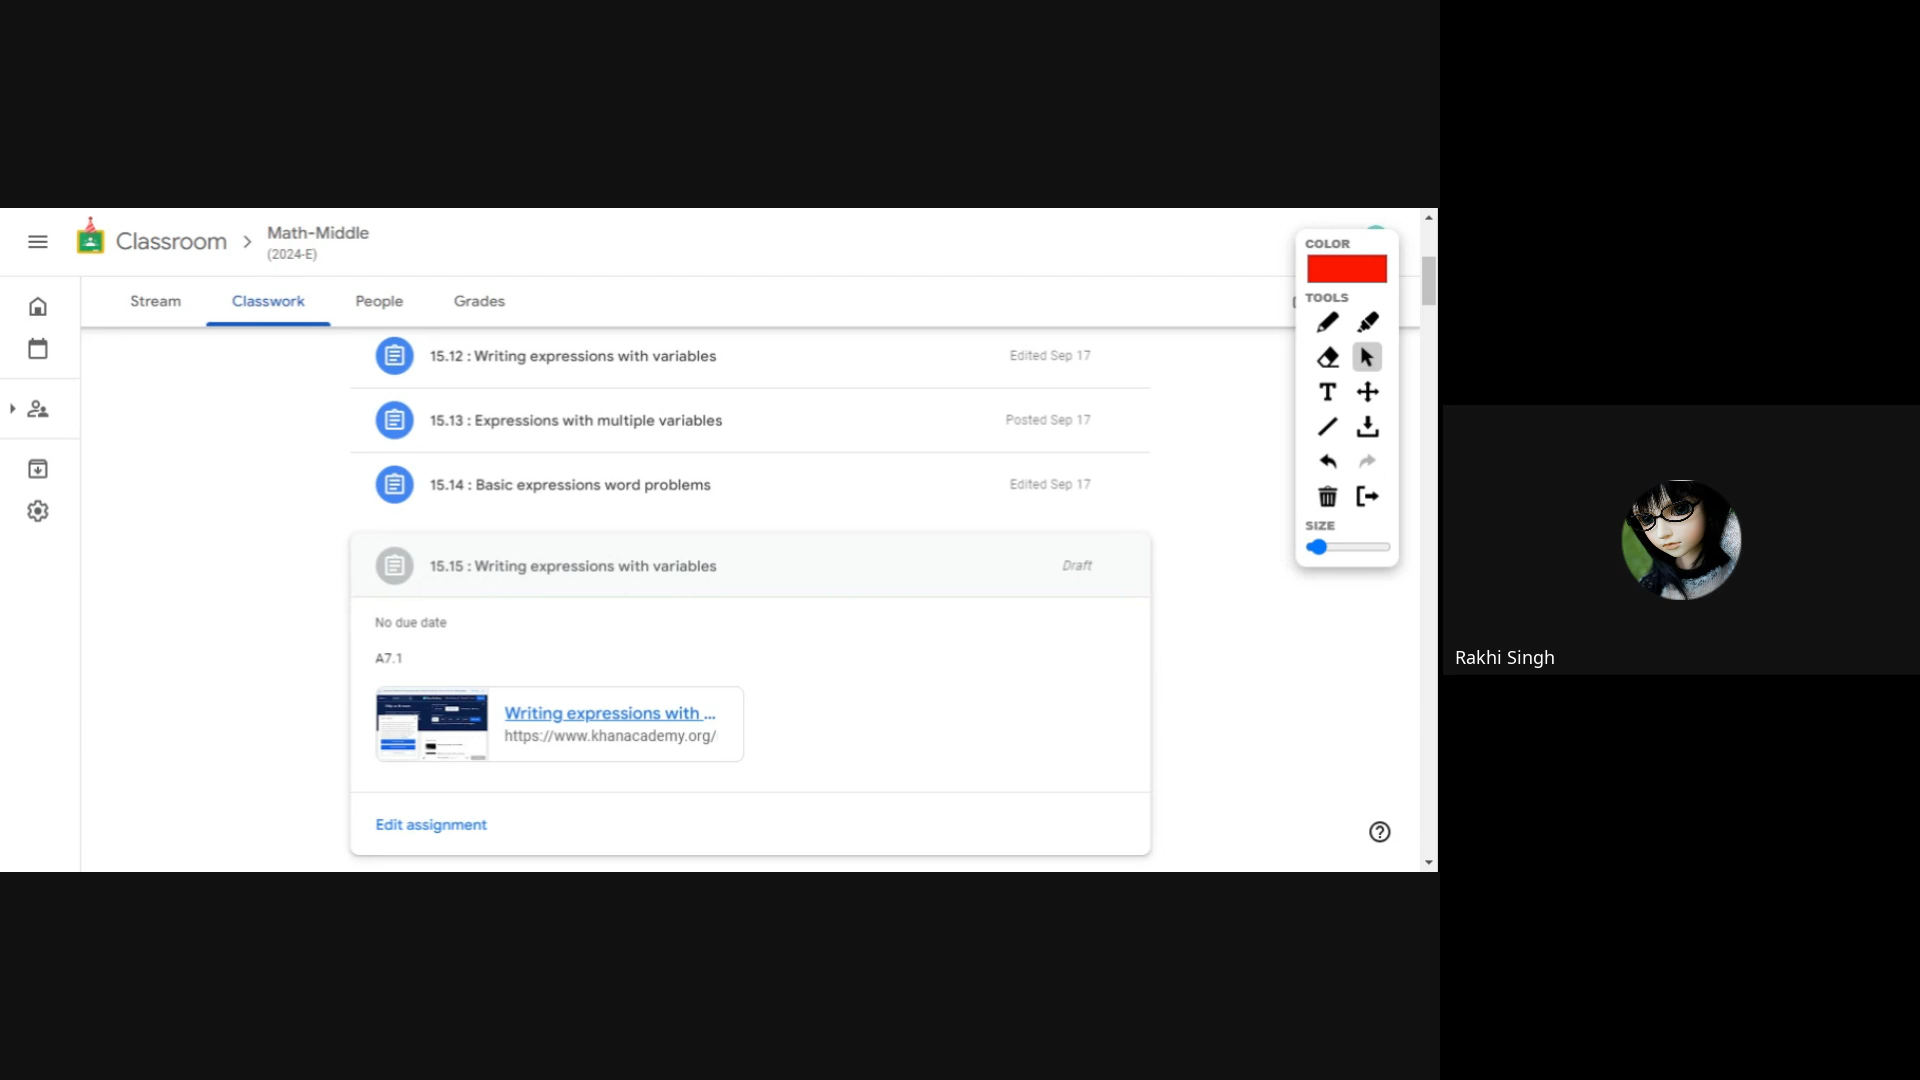 Classroom
Math-Middle
(2024-E)
Stream
Classwork
People
Grades
15.12 : Writing expressions with variables
Edited Sep 17
15.13 : Expressions with multiple variables
Posted Sep 17
15.14 : Basic expressions word problems
Edited Sep 17
15.15 : Writing expressions with variables
Draft
No due date
A7.1
Writing expressions with ...
https://www.khanacademy.org/
Edit assignment
COLOR
TOOLS
T
SIZE
Rakhi Singh